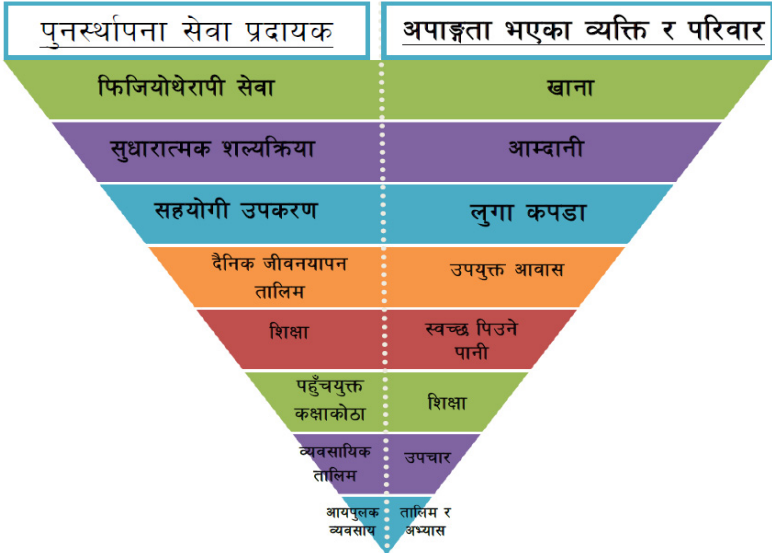 पुनर्स्थापना सेवा प्रदायक
अपाङ्गता भएका व्यक्ति र परिवार
फिजियोथेरापी सेवा
खाना
सुधारात्मक शल्यक्रिया
आम्दानी
सहयोगी उपकरण
लुगा कपडा
दैनिक जीवनयापन
तालिम
उपयुक्त आवास
शिक्षा
स्वच्छ पिउने
पानी
पहुँचयुक्त
कक्षाकोठा
शिक्षा
व्यवसायिक
तालिम
उपचार
आयमुलक
व्यवसाय
तालिम र
अभ्यास